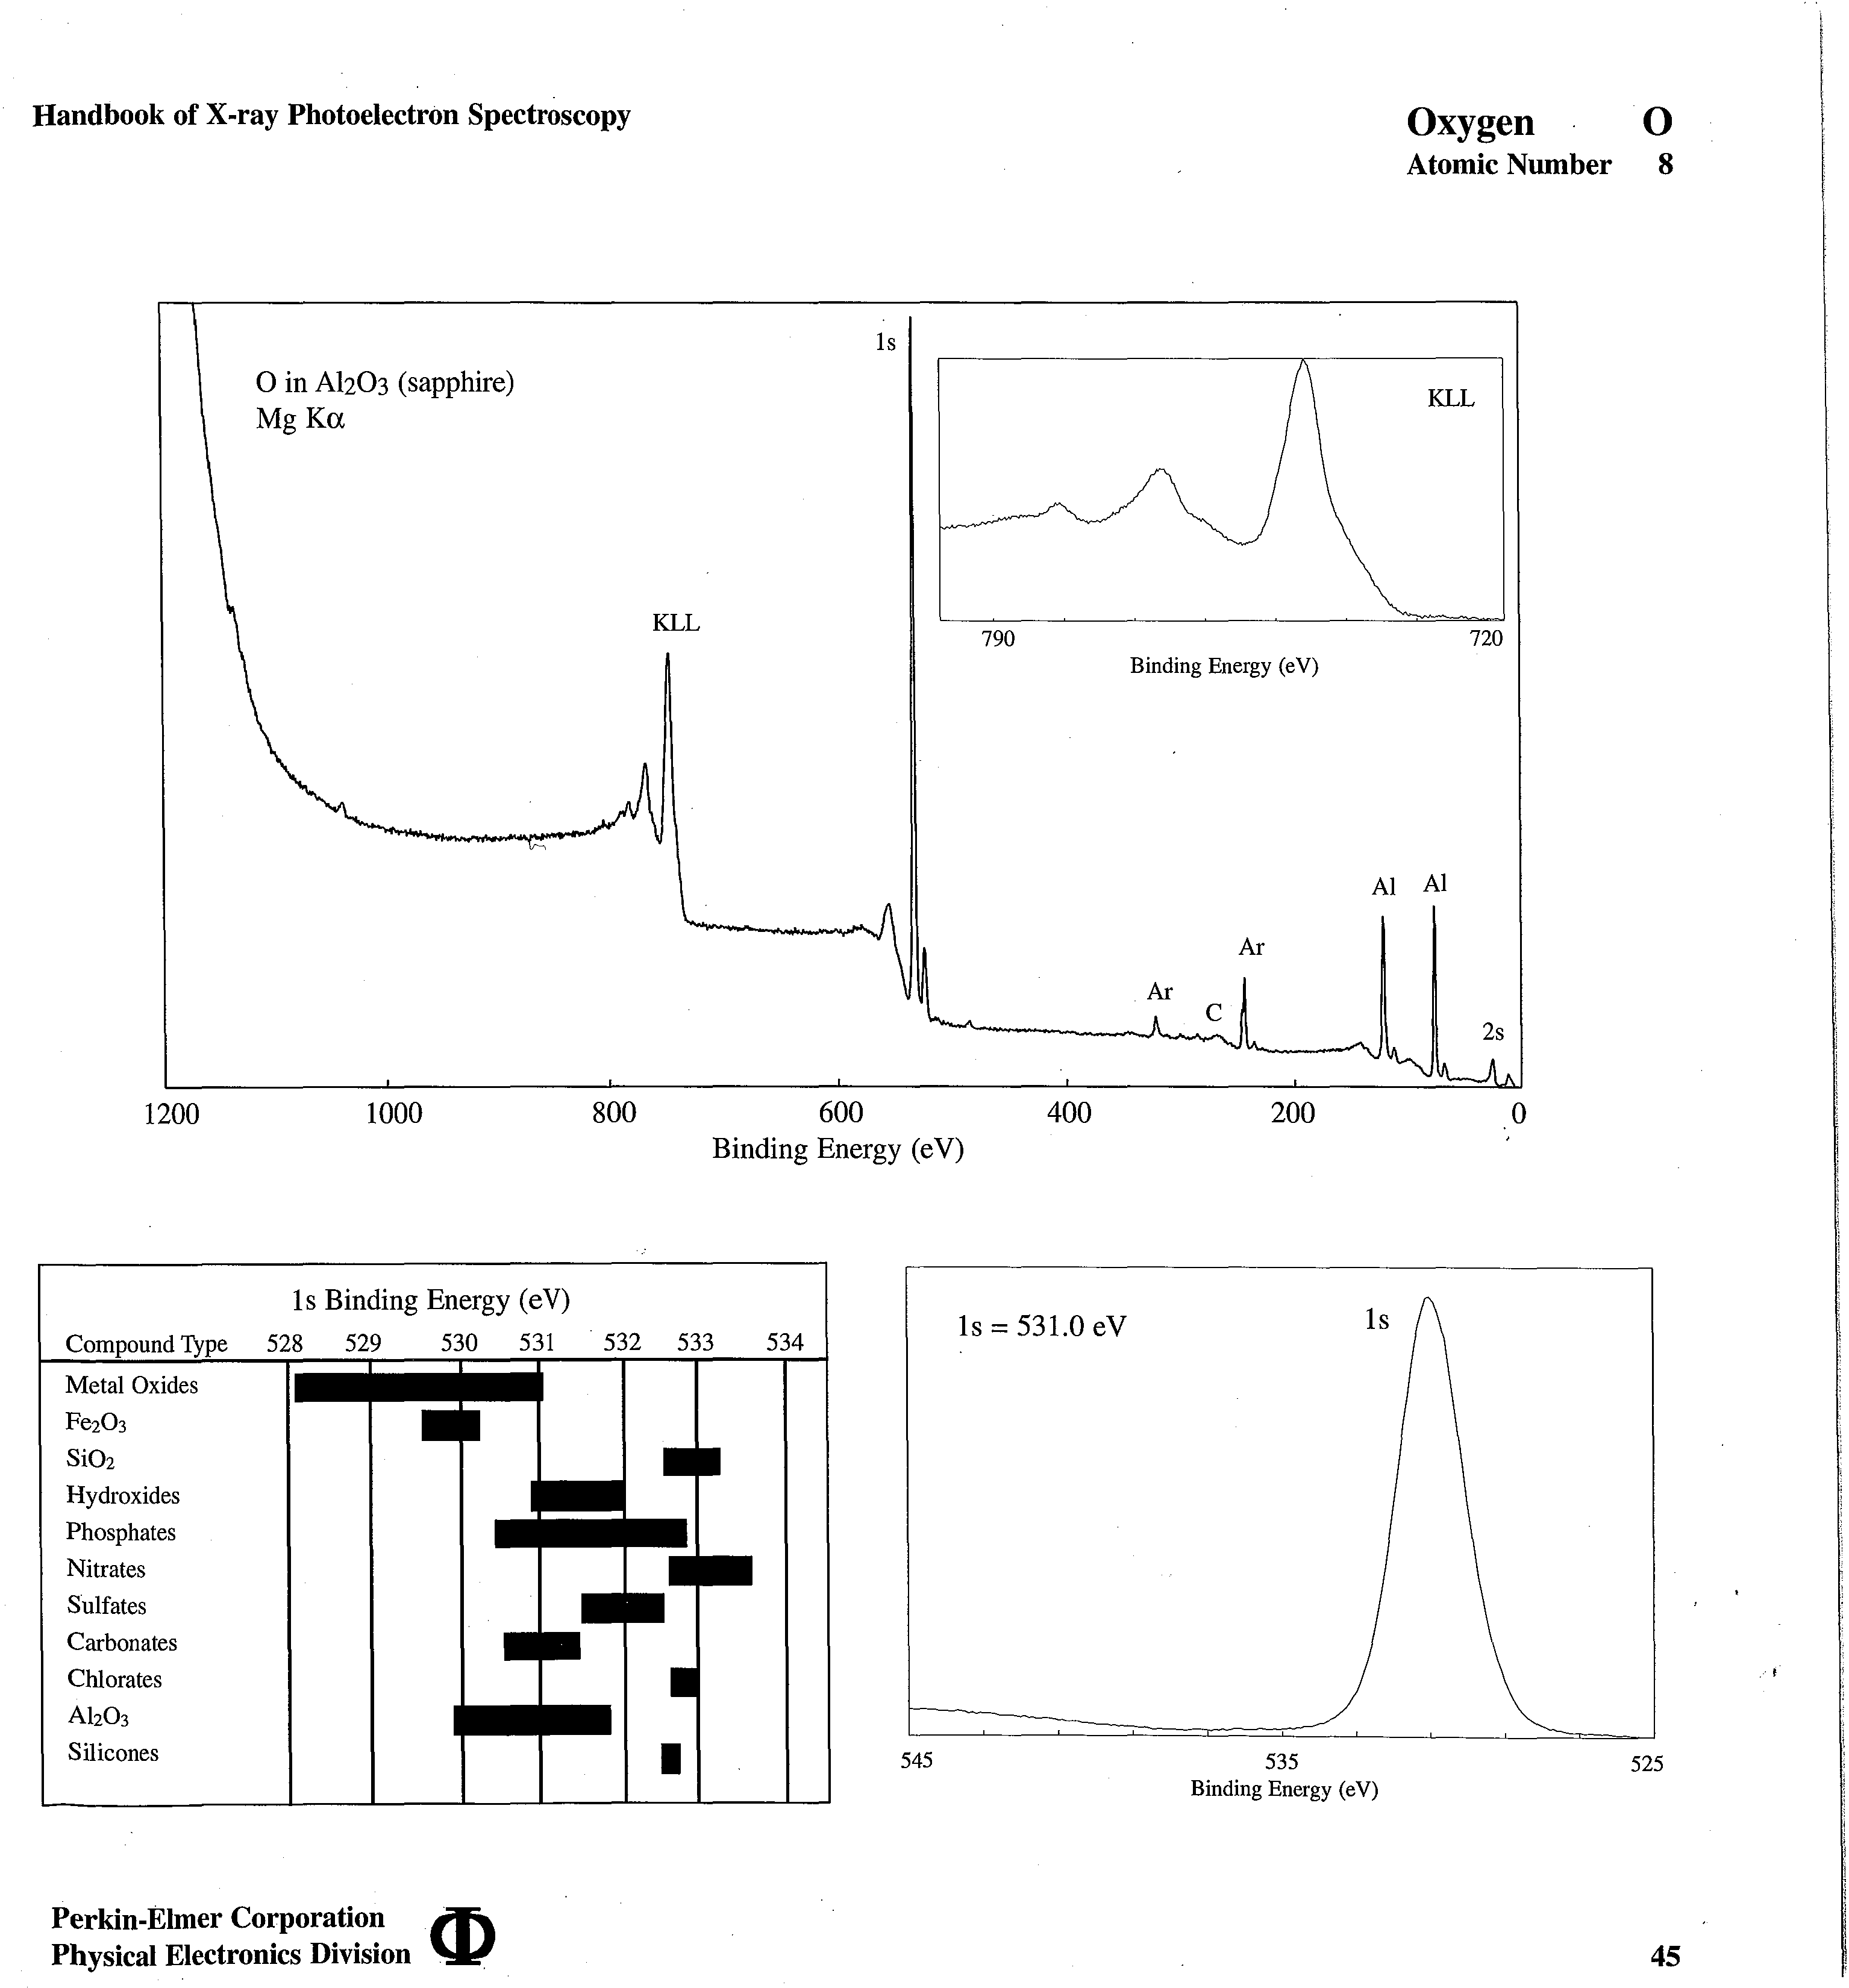 Handbook of X-ray Photoelectron Spectroscopy
Oxygen O
Atomic Number 8
O in Al2O3 (sapphire)
Mg Kα
1s
KLL
790 720
Binding Energy (eV)
KLL
Al Al
Ar
Ar
C
2s
1200 1000 800 600 400 200 0
Binding Energy (eV)
1s Binding Energy (eV)
Compound Type 528 529 530 531 532 533 534
Metal Oxides
Fe2O3
SiO2
Hydroxides
Phosphates
Nitrates
Sulfates
Carbonates
Chlorates
Al2O3
Silicones
1s = 531.0 eV
1s
545 535 525
Binding Energy (eV)
Perkin-Elmer Corporation
Physical Electronics Division
Φ
45